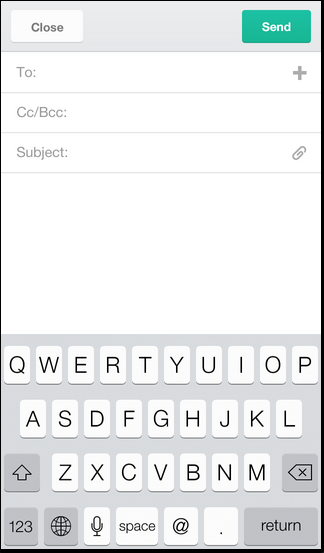 Close Send
To:
Cc/Bcc:
Subject:
Q W E R T Y U I O P
A S D F G H J K L
Z X C V B N M
123 space @ . return